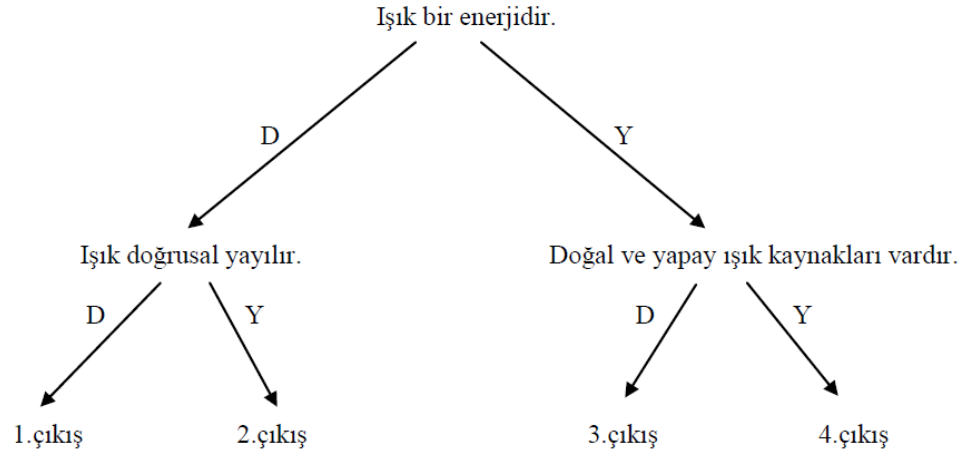 Işık bir enerjidir.
D
Y
Işık doğrusal yayılır.
Doğal ve yapay ışık kaynakları vardır.
D
Y
D
Y
1.çıkış
2.çıkış
3.çıkış
4.çıkış